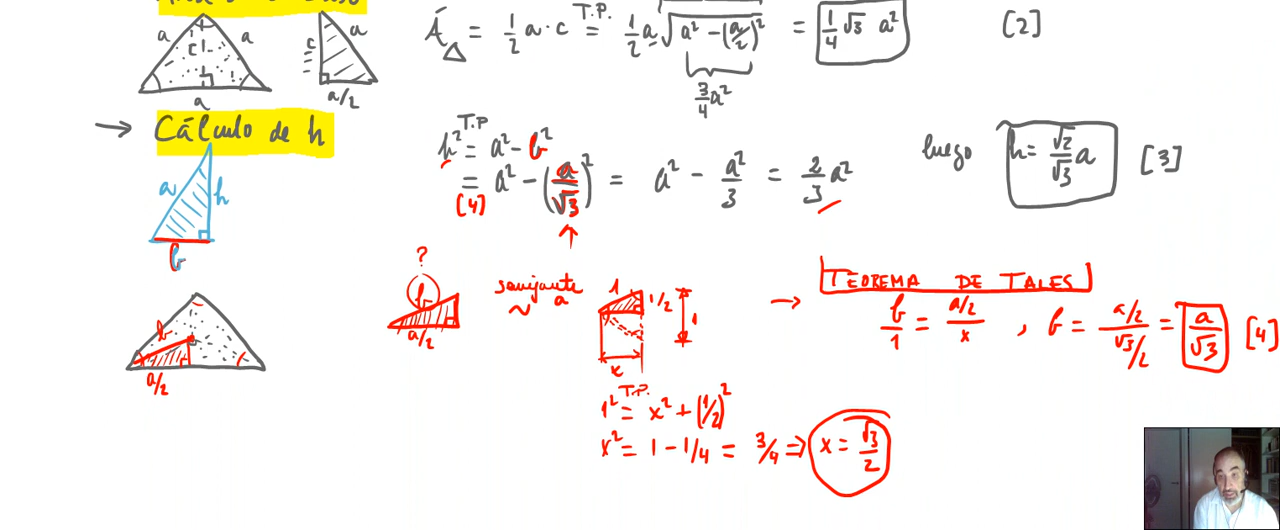 a c a c a
Á△ = 1/2 a · c =(T.P.) 1/2 a √(a² − (a/2)²) = 1/4 √3 a² [2]
a a/2
3/4 a²
→ Cálculo de h
h² =(T.P) a² − b²
luego h = √2/√3 a [3]
a h
= a² − (a/√3)² = a² − a²/3 = 2/3 a²
[4]
b
?
TEOREMA DE TALES
b semejante 1 1/2 →
~ a 1
b/1 = (a/2)/x , b = (a/2)/(√3/2) = a/√3 [4]
a/2
b
x
a/2
1² =(T.P.) x² + (1/2)²
x² = 1 − 1/4 = 3/4 ⇒ x = √3/2